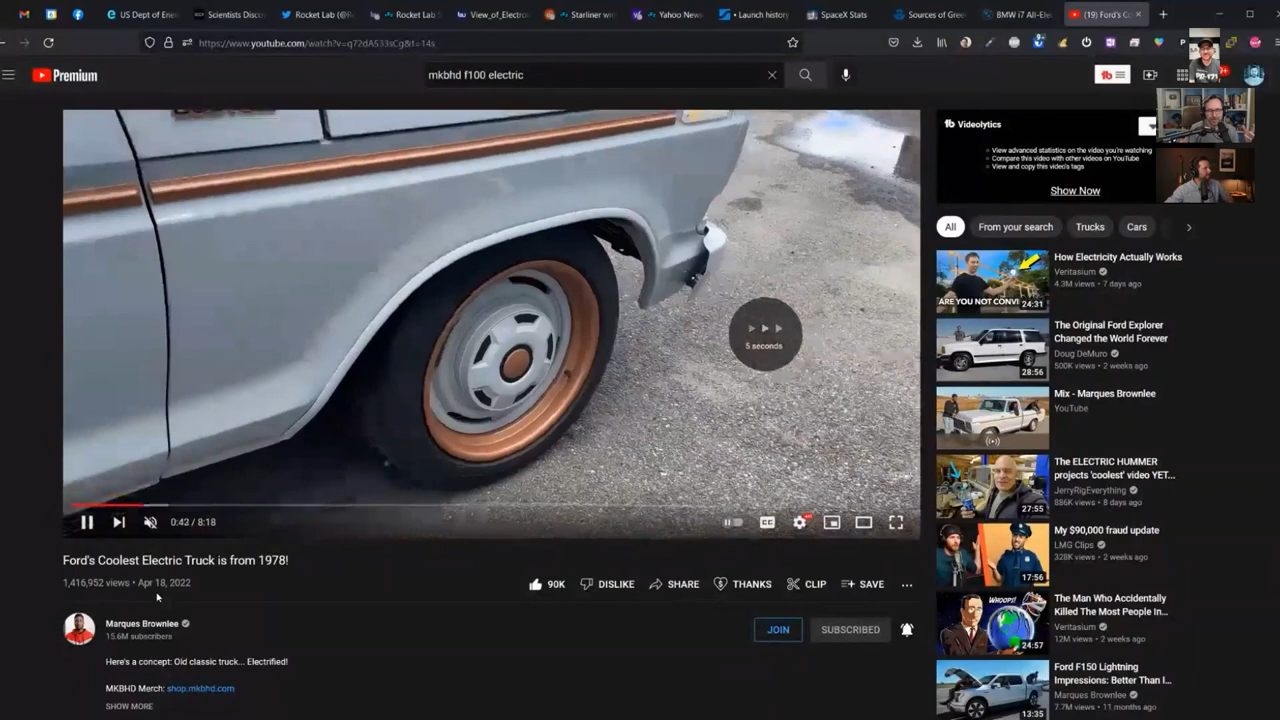 US Dept of Ener
Scientists Disco
Rocket Lab (@R
Rocket Lab S
View_of_Electro
Starliner wi
Yahoo News
Launch history
SpaceX Stats
Sources of Gree
BMW i7 All-Elec
(19) Ford's Co
https://www.youtube.com/watch?v=q72dA533sCg&t=14s
Premium
mkbhd f100 electric
Videolytics
View advanced statistics on the video you're watching
Compare this video with other videos on YouTube
View and copy this video's tags
Show Now
All
From your search
Trucks
Cars
5 seconds
0:42 / 8:18
CC
Ford's Coolest Electric Truck is from 1978!
1,416,952 views • Apr 18, 2022
90K
DISLIKE
SHARE
THANKS
CLIP
SAVE
Marques Brownlee
15.6M subscribers
JOIN
SUBSCRIBED
Here's a concept: Old classic truck... Electrified!
MKBHD Merch: shop.mkbhd.com
SHOW MORE
ARE YOU NOT CONVI
24:31
How Electricity Actually Works
Veritasium
4.3M views • 7 days ago
28:56
The Original Ford Explorer
Changed the World Forever
Doug DeMuro
500K views • 2 weeks ago
Mix - Marques Brownlee
YouTube
27:55
The ELECTRIC HUMMER
projects 'coolest' video YET...
JerryRigEverything
886K views • 8 days ago
17:56
My $90,000 fraud update
LMG Clips
328K views • 2 weeks ago
WHOOPS!
24:57
The Man Who Accidentally
Killed The Most People In...
Veritasium
12M views • 2 weeks ago
13:35
Ford F150 Lightning
Impressions: Better Than I...
Marques Brownlee
7.7M views • 11 months ago